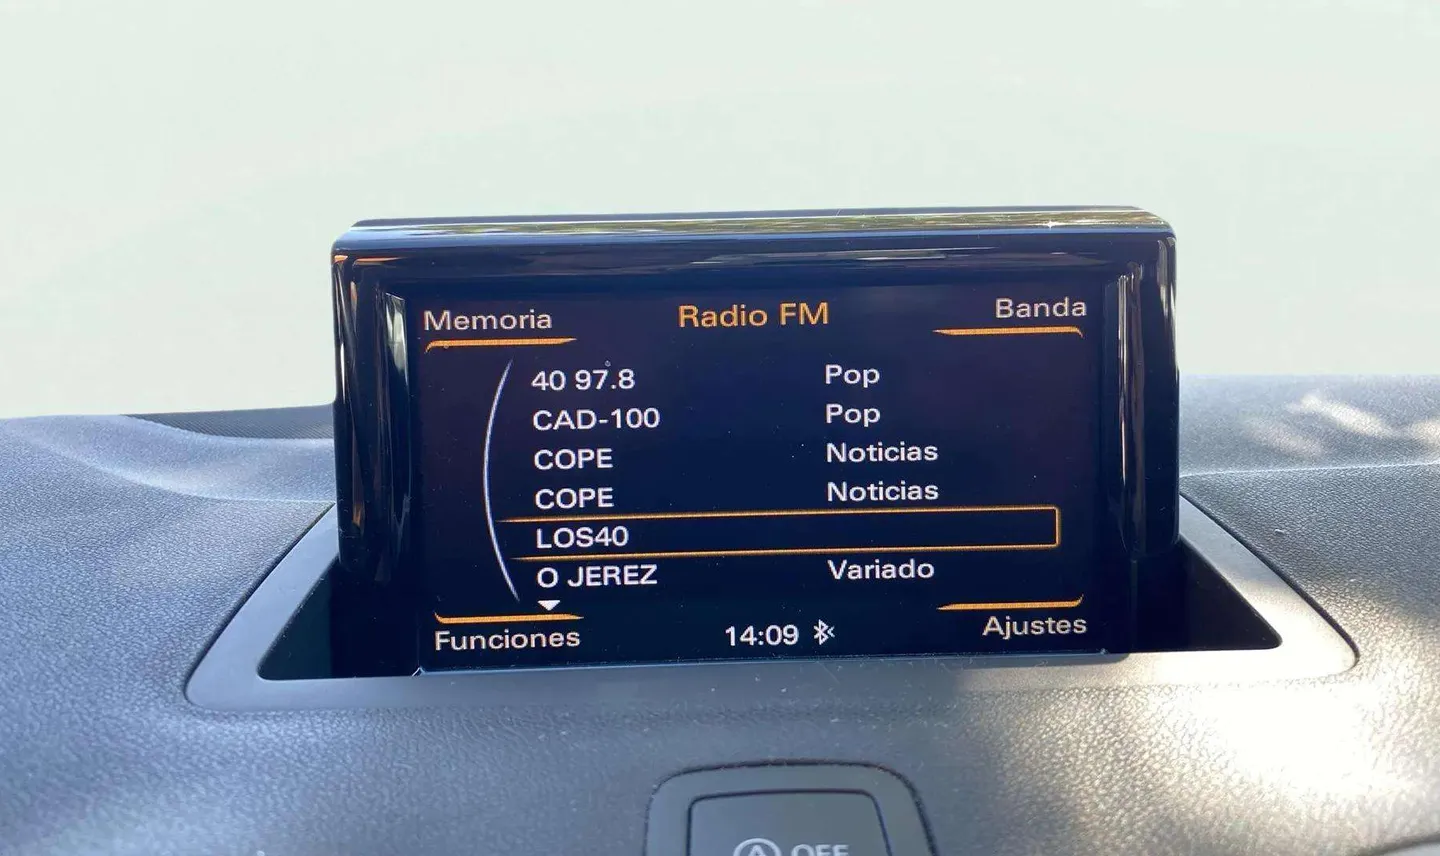 Memoria Radio FM Banda
40 97.8 Pop
CAD-100 Pop
COPE Noticias
COPE Noticias
LOS40
O JEREZ Variado
Funciones 14:09 Ajustes
A OFF